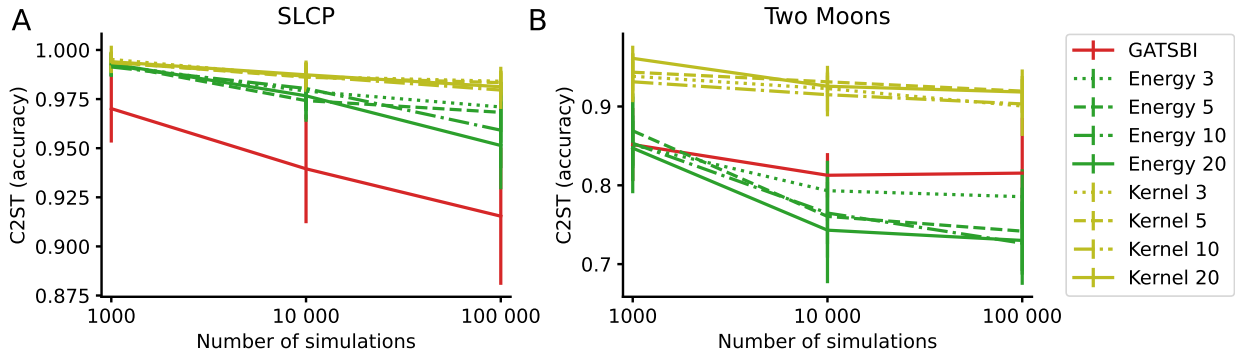 A
SLCP
C2ST (accuracy)
1.000
0.975
0.950
0.925
0.900
0.875
1000
10 000
100 000
Number of simulations
B
Two Moons
C2ST (accuracy)
0.9
0.8
0.7
1000
10 000
100 000
Number of simulations
GATSBI
Energy 3
Energy 5
Energy 10
Energy 20
Kernel 3
Kernel 5
Kernel 10
Kernel 20